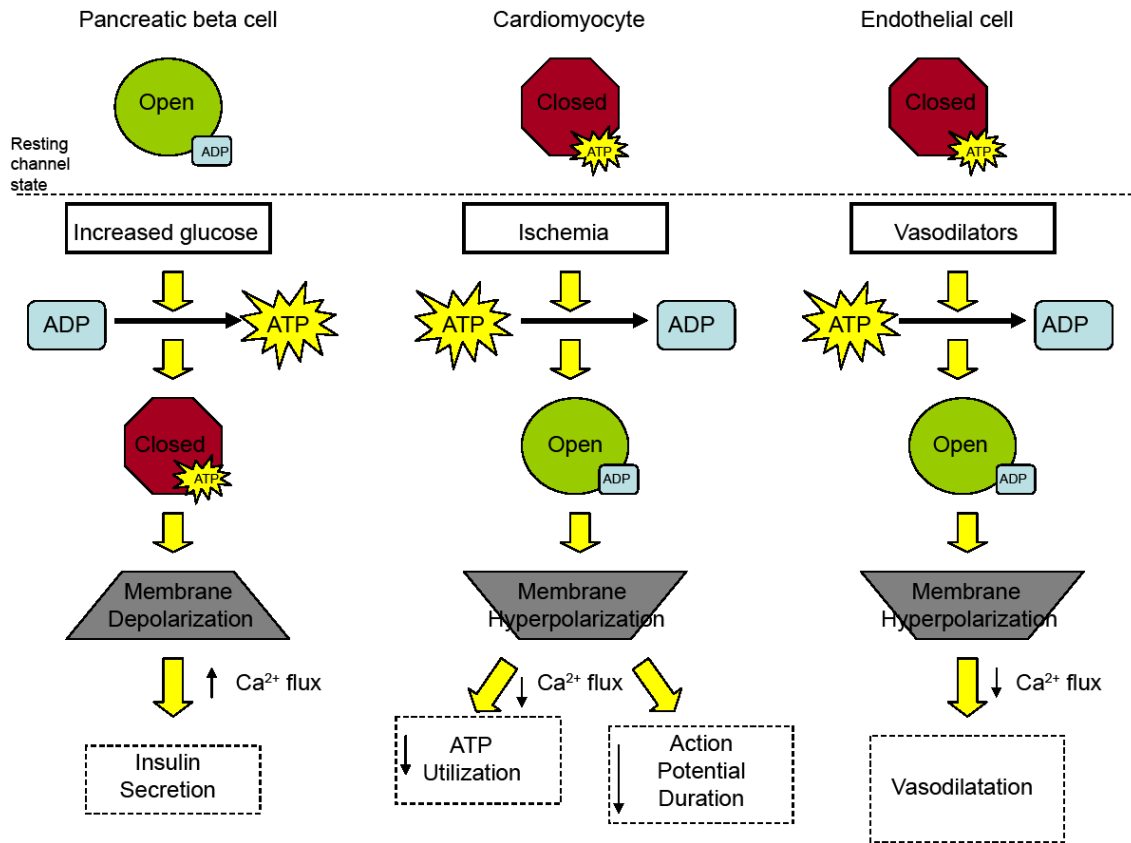 Pancreatic beta cell
Cardiomyocyte
Endothelial cell
Open
ADP
Closed
ATP
Closed
ATP
Resting
channel
state
Increased glucose
Ischemia
Vasodilators
ADP
ATP
ATP
ADP
ATP
ADP
Closed
ATP
Open
ADP
Open
ADP
Membrane
Depolarization
Membrane
Hyperpolarization
Membrane
Hyperpolarization
Ca²⁺ flux
Ca²⁺ flux
Ca²⁺ flux
Insulin
Secretion
ATP
Utilization
Action
Potential
Duration
Vasodilatation